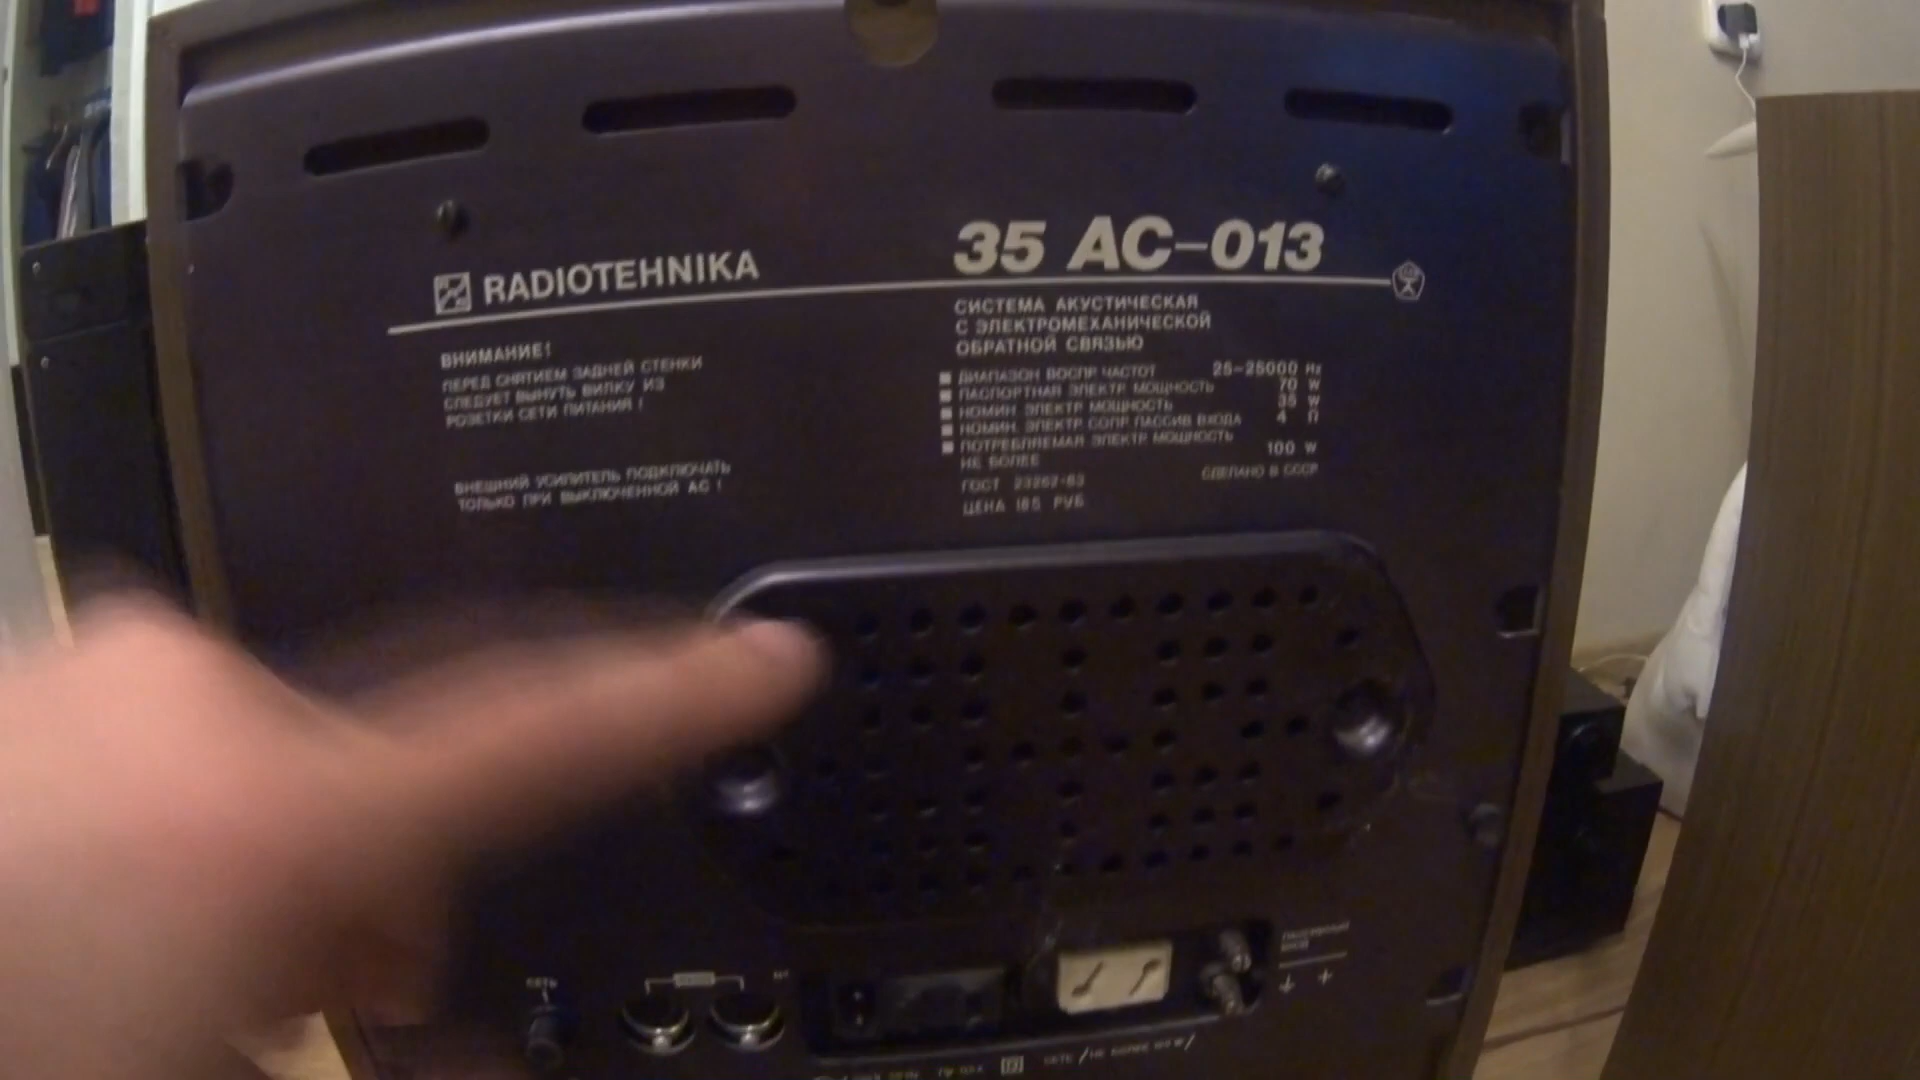 RADIOTEHNIKA
35 АС-013
ВНИМАНИЕ!
ПЕРЕД СНЯТИЕМ ЗАДНЕЙ СТЕНКИ
СЛЕДУЕТ ВЫНУТЬ ВИЛКУ ИЗ
РОЗЕТКИ СЕТИ ПИТАНИЯ !
ВНЕШНИЙ УСИЛИТЕЛЬ ПОДКЛЮЧАТЬ
ТОЛЬКО ПРИ ВЫКЛЮЧЕННОЙ АС !
СИСТЕМА АКУСТИЧЕСКАЯ
С ЭЛЕКТРОМЕХАНИЧЕСКОЙ
ОБРАТНОЙ СВЯЗЬЮ
ДИАПАЗОН ВОСПР. ЧАСТОТ 25-25000 Hz
ПАСПОРТНАЯ ЭЛЕКТР. МОЩНОСТЬ 70 W
НОМИН. ЭЛЕКТР. МОЩНОСТЬ 35 W
НОМИН. ЭЛЕКТР. СОПР. ПАССИВ. ВХОДА 4 Ω
ПОТРЕБЛЯЕМАЯ ЭЛЕКТР. МОЩНОСТЬ
НЕ БОЛЕЕ 100 W
СДЕЛАНО В СССР
ГОСТ 23262-83
ЦЕНА РУБ
СЕТЬ